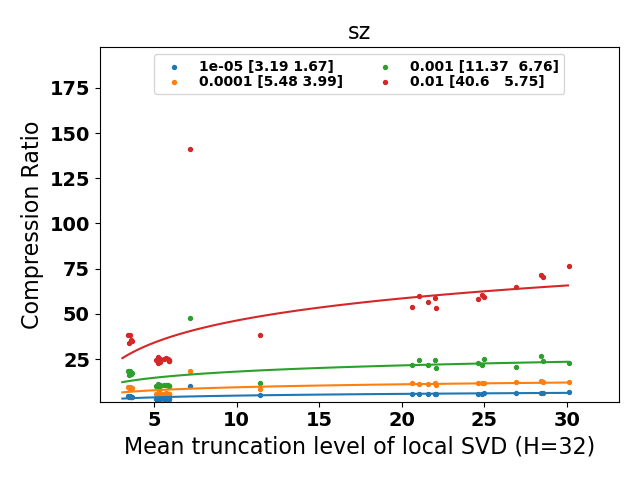 sz
1e-05 [3.19 1.67]
0.0001 [5.48 3.99]
0.001 [11.37  6.76]
0.01 [40.6   5.75]
Compression Ratio
175
150
125
100
75
50
25
5 10 15 20 25 30
Mean truncation level of local SVD (H=32)